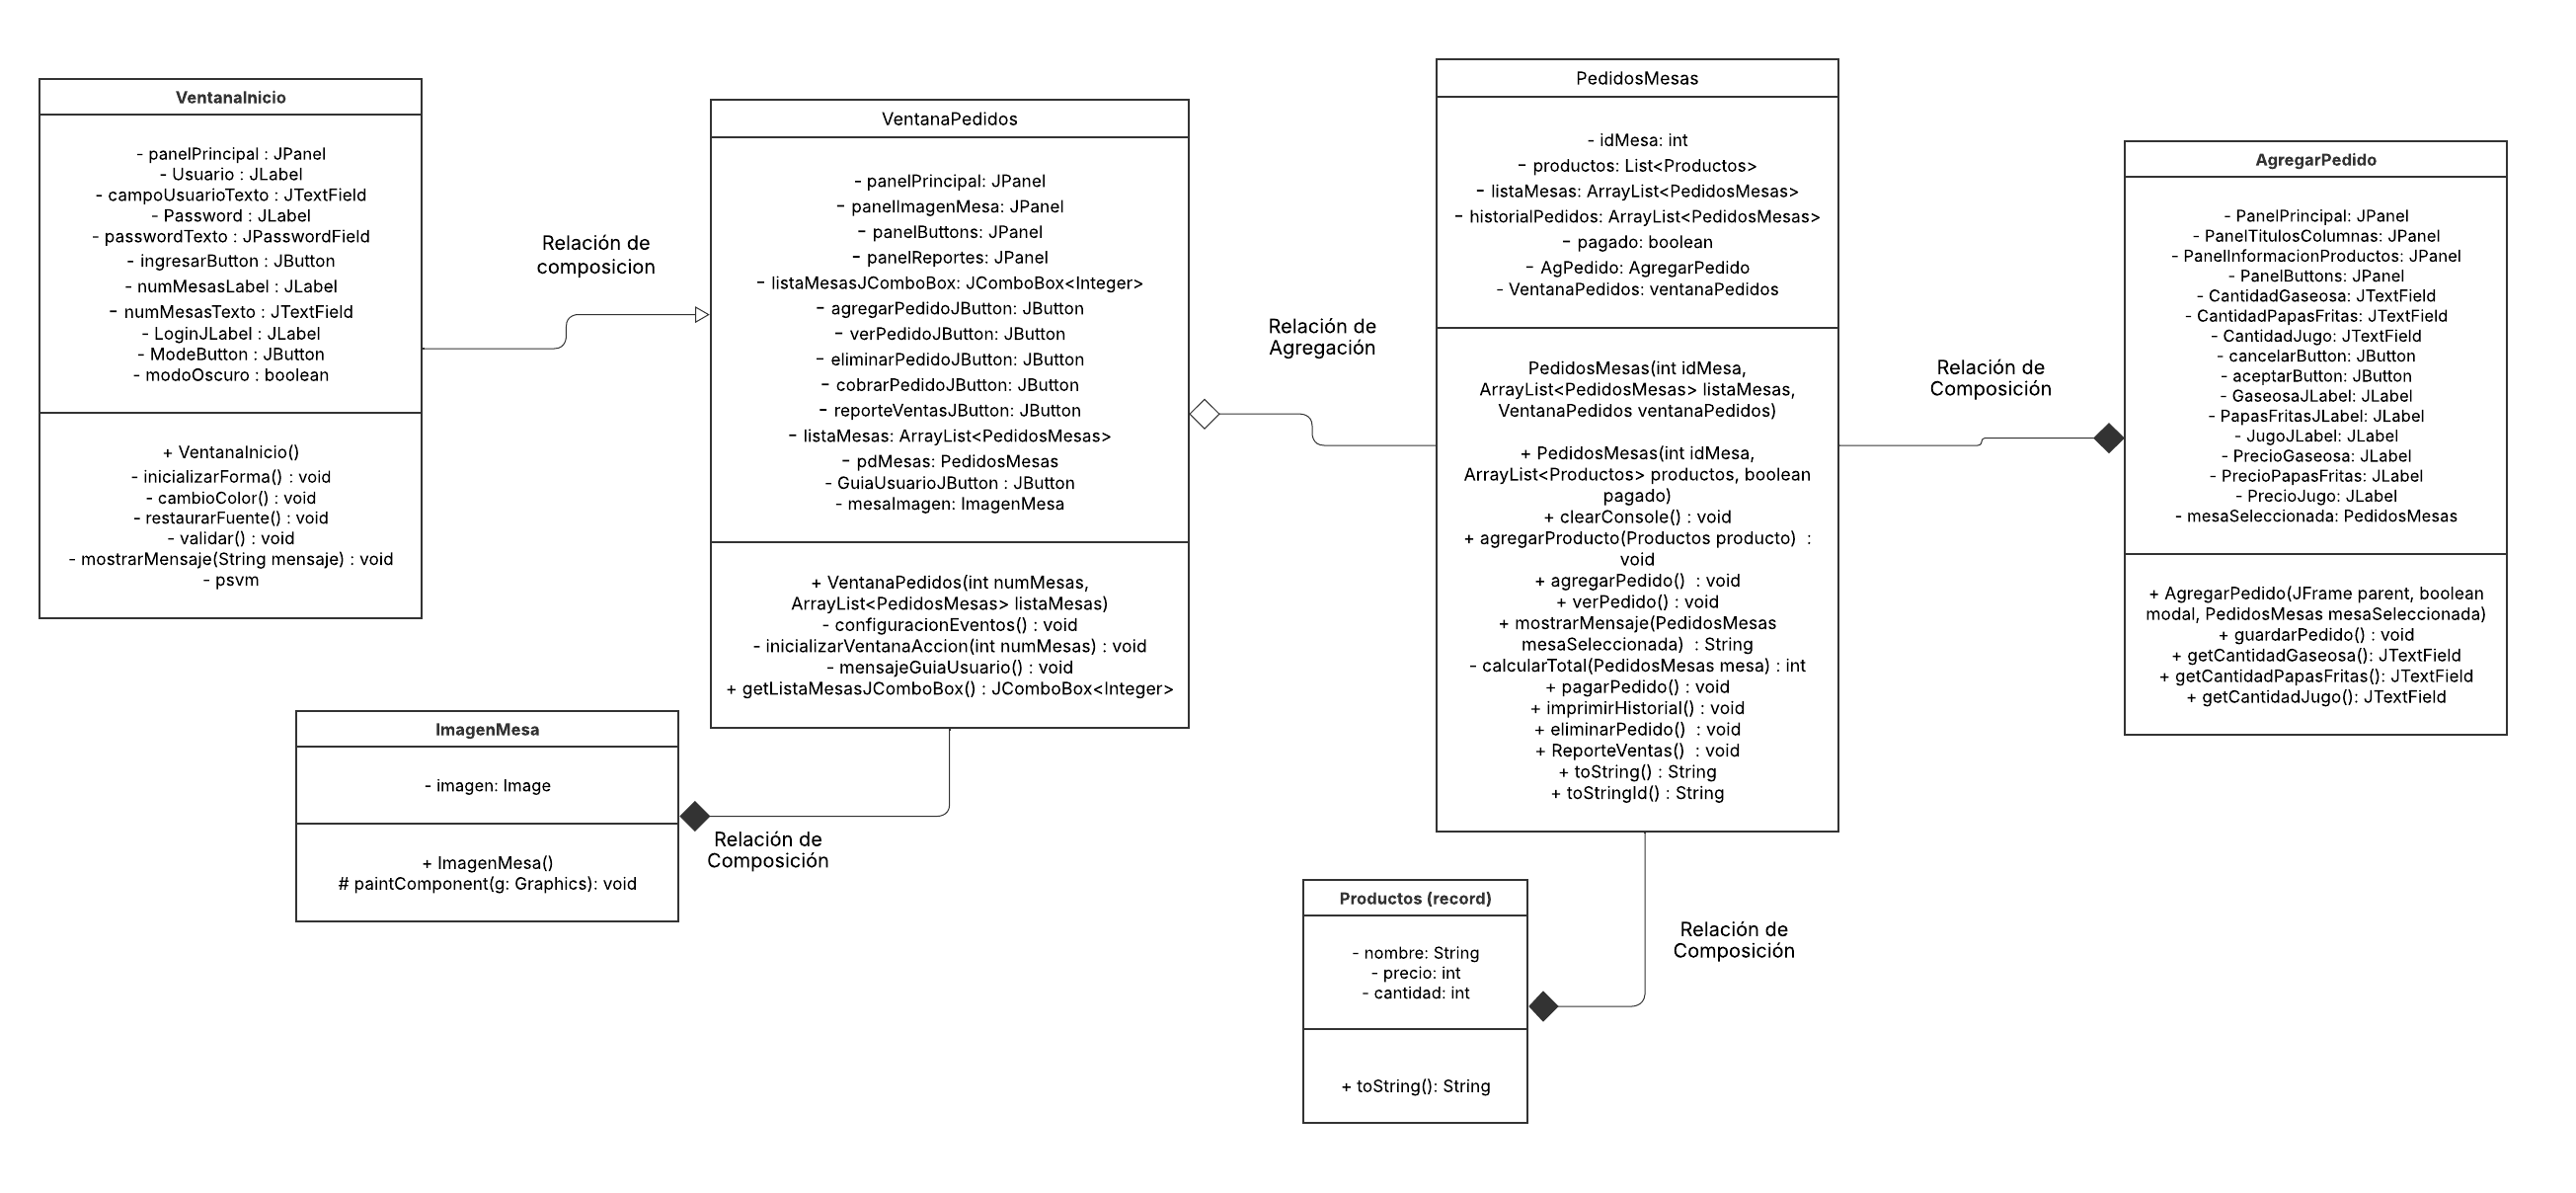 VentanaInicio
- panelPrincipal : JPanel
- Usuario : JLabel
- campoUsuarioTexto : JTextField
- Password : JLabel
- passwordTexto : JPasswordField
- ingresarButton : JButton
- numMesasLabel : JLabel
- numMesasTexto : JTextField
- LoginJLabel : JLabel
- ModeButton : JButton
- modoOscuro : boolean
+ VentanaInicio()
- inicializarForma() : void
- cambioColor() : void
- restaurarFuente() : void
- validar() : void
- mostrarMensaje(String mensaje) : void
- psvm
Relación de
composicion
VentanaPedidos
- panelPrincipal: JPanel
- panelImagenMesa: JPanel
- panelButtons: JPanel
- panelReportes: JPanel
- listaMesasJComboBox: JComboBox<Integer>
- agregarPedidoJButton: JButton
- verPedidoJButton: JButton
- eliminarPedidoJButton: JButton
- cobrarPedidoJButton: JButton
- reporteVentasJButton: JButton
- listaMesas: ArrayList<PedidosMesas>
- pdMesas: PedidosMesas
- GuiaUsuarioJButton : JButton
- mesaImagen: ImagenMesa
+ VentanaPedidos(int numMesas,
ArrayList<PedidosMesas> listaMesas)
- configuracionEventos() : void
- inicializarVentanaAccion(int numMesas) : void
- mensajeGuiaUsuario() : void
+ getListaMesasJComboBox() : JComboBox<Integer>
ImagenMesa
- imagen: Image
+ ImagenMesa()
# paintComponent(g: Graphics): void
Relación de
Composición
Relación de
Agregación
PedidosMesas
- idMesa: int
- productos: List<Productos>
- listaMesas: ArrayList<PedidosMesas>
- historialPedidos: ArrayList<PedidosMesas>
- pagado: boolean
- AgPedido: AgregarPedido
- VentanaPedidos: ventanaPedidos
PedidosMesas(int idMesa,
ArrayList<PedidosMesas> listaMesas,
VentanaPedidos ventanaPedidos)
+ PedidosMesas(int idMesa,
ArrayList<Productos> productos, boolean
pagado)
+ clearConsole() : void
+ agregarProducto(Productos producto)  :
void
+ agregarPedido()  : void
+ verPedido() : void
+ mostrarMensaje(PedidosMesas
mesaSeleccionada)  : String
- calcularTotal(PedidosMesas mesa) : int
+ pagarPedido() : void
+ imprimirHistorial() : void
+ eliminarPedido()  : void
+ ReporteVentas()  : void
+ toString() : String
+ toStringId() : String
Relación de
Composición
AgregarPedido
- PanelPrincipal: JPanel
- PanelTitulosColumnas: JPanel
- PanelInformacionProductos: JPanel
- PanelButtons: JPanel
- CantidadGaseosa: JTextField
- CantidadPapasFritas: JTextField
- CantidadJugo: JTextField
- cancelarButton: JButton
- aceptarButton: JButton
- GaseosaJLabel: JLabel
- PapasFritasJLabel: JLabel
- JugoJLabel: JLabel
- PrecioGaseosa: JLabel
- PrecioPapasFritas: JLabel
- PrecioJugo: JLabel
- mesaSeleccionada: PedidosMesas
+ AgregarPedido(JFrame parent, boolean
modal, PedidosMesas mesaSeleccionada)
+ guardarPedido() : void
+ getCantidadGaseosa(): JTextField
+ getCantidadPapasFritas(): JTextField
+ getCantidadJugo(): JTextField
Productos (record)
- nombre: String
- precio: int
- cantidad: int
+ toString(): String
Relación de
Composición